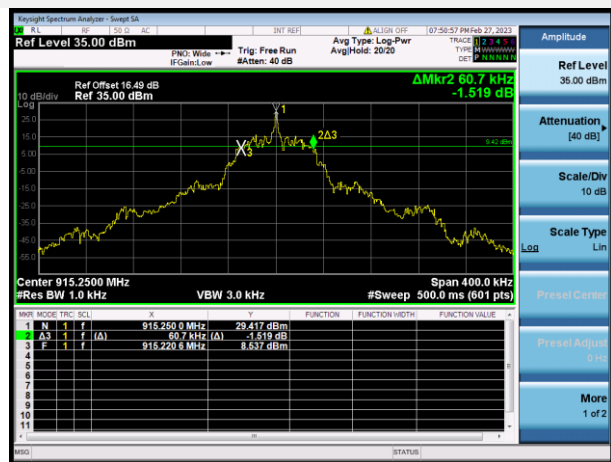 Keysight Spectrum Analyzer - Swept SA
RL RF 50 Ω AC INT REF ALIGN OFF 07:50:57 PM Feb 27, 2023
Ref Level 35.00 dBm
PNO: Wide Trig: Free Run
IFGain:Low #Atten: 40 dB
Avg Type: Log-Pwr
Avg|Hold: 20/20
TRACE 1 2 3 4 5 6
TYPE M W W W W W
DET P N N N N N
Amplitude
Ref Level
35.00 dBm
Attenuation
[40 dB]
Scale/Div
10 dB
Scale Type
Log Lin
Presel Center
Presel Adjust
0 Hz
More
1 of 2
ΔMkr2 60.7 kHz
-1.519 dB
Ref Offset 16.49 dB
10 dB/div Ref 35.00 dBm
Log
25.0
15.0
5.00
-5.00
-15.0
-25.0
-35.0
-45.0
-55.0
1
2Δ3
X3
9.42 dBm
Center 915.2500 MHz Span 400.0 kHz
#Res BW 1.0 kHz VBW 3.0 kHz #Sweep 500.0 ms (601 pts)
MKR MODE TRC SCL X Y FUNCTION FUNCTION WIDTH FUNCTION VALUE
1 N 1 f 915.250 0 MHz 29.417 dBm
2 Δ3 1 f (Δ) 60.7 kHz (Δ) -1.519 dB
3 F 1 f 915.220 6 MHz 8.537 dBm
4
5
6
7
8
9
10
11
MSG STATUS